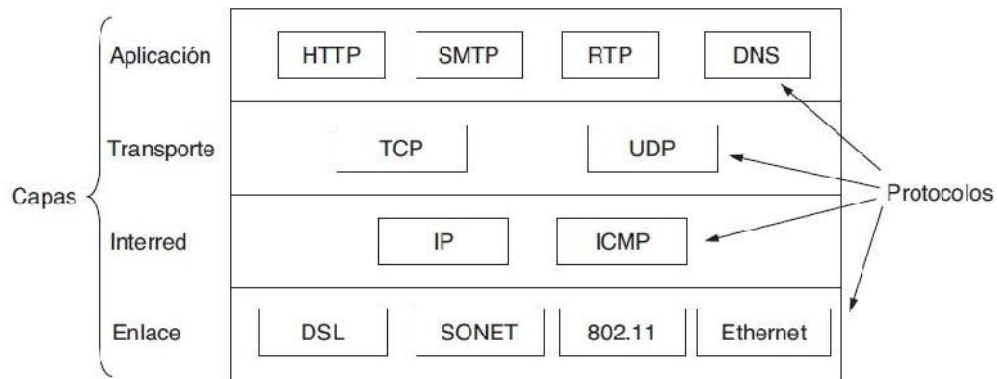 Aplicación HTTP SMTP RTP DNS
Transporte TCP UDP
Capas Protocolos
Interred IP ICMP
Enlace DSL SONET 802.11 Ethernet